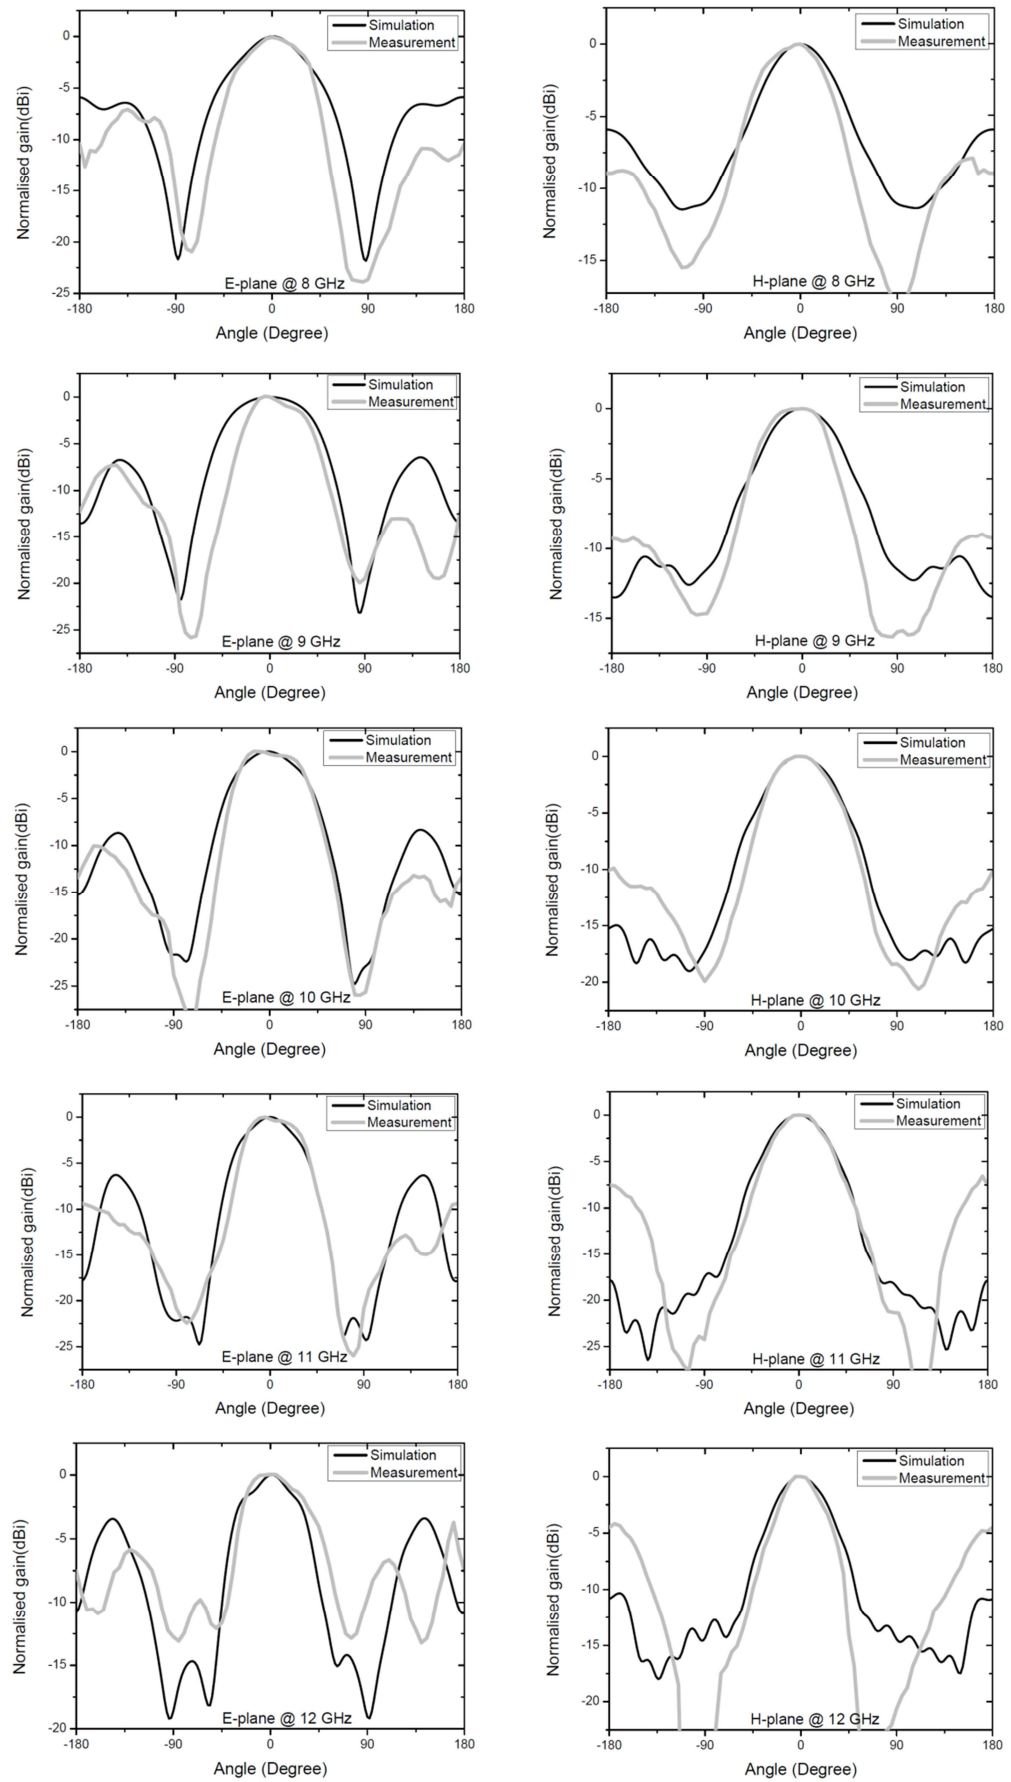 Simulation
Measurement
0
-5
-10
-15
-20
-25
Normalised gain(dBi)
E-plane @ 8 GHz
-180 -90 0 90 180
Angle (Degree)
Simulation
Measurement
0
-5
-10
-15
Normalised gain(dBi)
H-plane @ 8 GHz
-180 -90 0 90 180
Angle (Degree)
Simulation
Measurement
0
-5
-10
-15
-20
-25
Normalised gain(dBi)
E-plane @ 9 GHz
-180 -90 0 90 180
Angle (Degree)
Simulation
Measurement
0
-5
-10
-15
Normalised gain(dBi)
H-plane @ 9 GHz
-180 -90 0 90 180
Angle (Degree)
Simulation
Measurement
0
-5
-10
-15
-20
-25
Normalised gain(dBi)
E-plane @ 10 GHz
-180 -90 0 90 180
Angle (Degree)
Simulation
Measurement
0
-5
-10
-15
-20
Normalised gain(dBi)
H-plane @ 10 GHz
-180 -90 0 90 180
Angle (Degree)
Simulation
Measurement
0
-5
-10
-15
-20
-25
Normalised gain(dBi)
E-plane @ 11 GHz
-180 -90 0 90 180
Angle (Degree)
Simulation
Measurement
0
-5
-10
-15
-20
-25
Normalised gain(dBi)
H-plane @ 11 GHz
-180 -90 0 90 180
Angle (Degree)
Simulation
Measurement
0
-5
-10
-15
-20
Normalised gain(dBi)
E-plane @ 12 GHz
-180 -90 0 90 180
Angle (Degree)
Simulation
Measurement
0
-5
-10
-15
-20
Normalised gain(dBi)
H-plane @ 12 GHz
-180 -90 0 90 180
Angle (Degree)